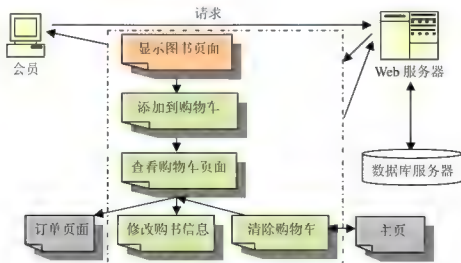 请求
会员
显示图书页面
Web 服务器
添加到购物车
查看购物车页面
数据库服务器
订单页面
修改购书信息
清除购物车
主页